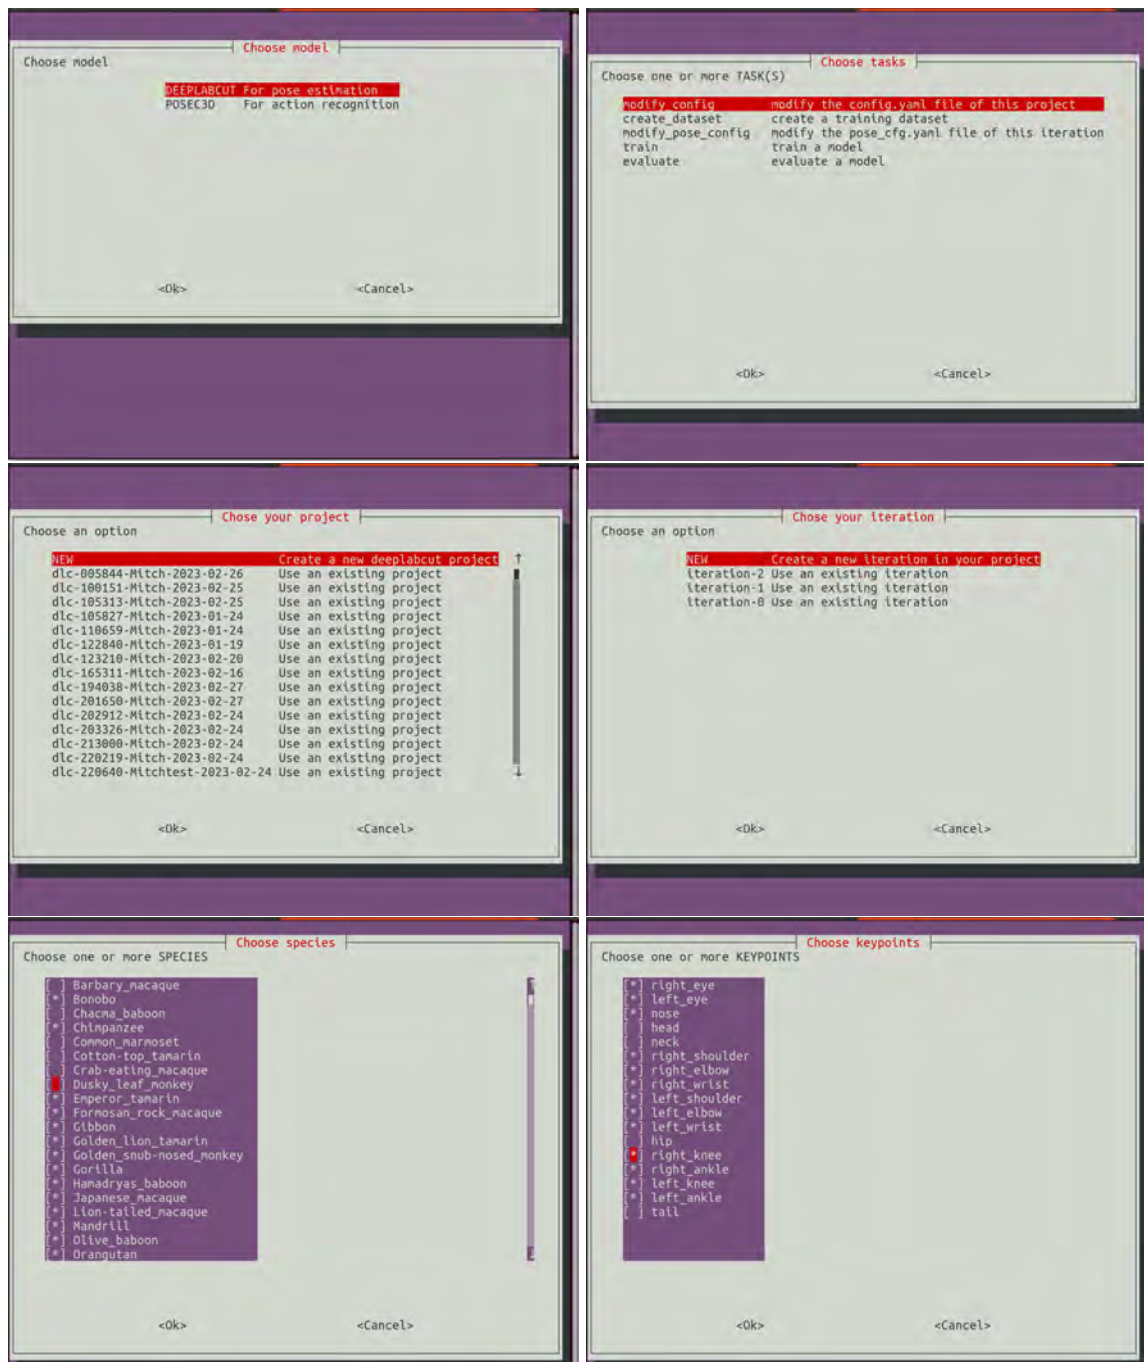 Choose model
Choose model
DEEPLABCUT For pose estimation
POSEC3D For action recognition
<Ok> <Cancel>
Choose tasks
Choose one or more TASK(S)
modify_config modify the config.yaml file of this project
create_dataset create a training dataset
modify_pose_config modify the pose_cfg.yaml file of this iteration
train train a model
evaluate evaluate a model
<Ok> <Cancel>
Chose your project
Choose an option
NEW Create a new deeplabcut project ↑
dlc-005844-Mitch-2023-02-26 Use an existing project
dlc-100151-Mitch-2023-02-25 Use an existing project
dlc-105313-Mitch-2023-02-25 Use an existing project
dlc-105827-Mitch-2023-01-24 Use an existing project
dlc-110659-Mitch-2023-01-24 Use an existing project
dlc-122840-Mitch-2023-01-19 Use an existing project
dlc-123210-Mitch-2023-02-20 Use an existing project
dlc-165311-Mitch-2023-02-16 Use an existing project
dlc-194038-Mitch-2023-02-27 Use an existing project
dlc-201650-Mitch-2023-02-27 Use an existing project
dlc-202912-Mitch-2023-02-24 Use an existing project
dlc-203326-Mitch-2023-02-24 Use an existing project
dlc-213000-Mitch-2023-02-24 Use an existing project
dlc-220219-Mitch-2023-02-24 Use an existing project
dlc-220640-Mitchtest-2023-02-24 Use an existing project ↓
<Ok> <Cancel>
Chose your iteration
Choose an option
NEW Create a new iteration in your project
iteration-2 Use an existing iteration
iteration-1 Use an existing iteration
iteration-0 Use an existing iteration
<Ok> <Cancel>
Choose species
Choose one or more SPECIES
[ ] Barbary_macaque
[*] Bonobo
[ ] Chacma_baboon
[*] Chimpanzee
[ ] Common_marmoset
[ ] Cotton-top_tamarin
[ ] Crab-eating_macaque
[ ] Dusky_leaf_monkey
[*] Emperor_tamarin
[*] Formosan_rock_macaque
[*] Gibbon
[*] Golden_lion_tamarin
[*] Golden_snub-nosed_monkey
[*] Gorilla
[*] Hamadryas_baboon
[*] Japanese_macaque
[*] Lion-tailed_macaque
[*] Mandrill
[*] Olive_baboon
[*] Orangutan
<Ok> <Cancel>
Choose keypoints
Choose one or more KEYPOINTS
[*] right_eye
[*] left_eye
[*] nose
[ ] head
[ ] neck
[*] right_shoulder
[*] right_elbow
[*] right_wrist
[*] left_shoulder
[*] left_elbow
[*] left_wrist
[ ] hip
[*] right_knee
[*] right_ankle
[*] left_knee
[*] left_ankle
[ ] tail
<Ok> <Cancel>